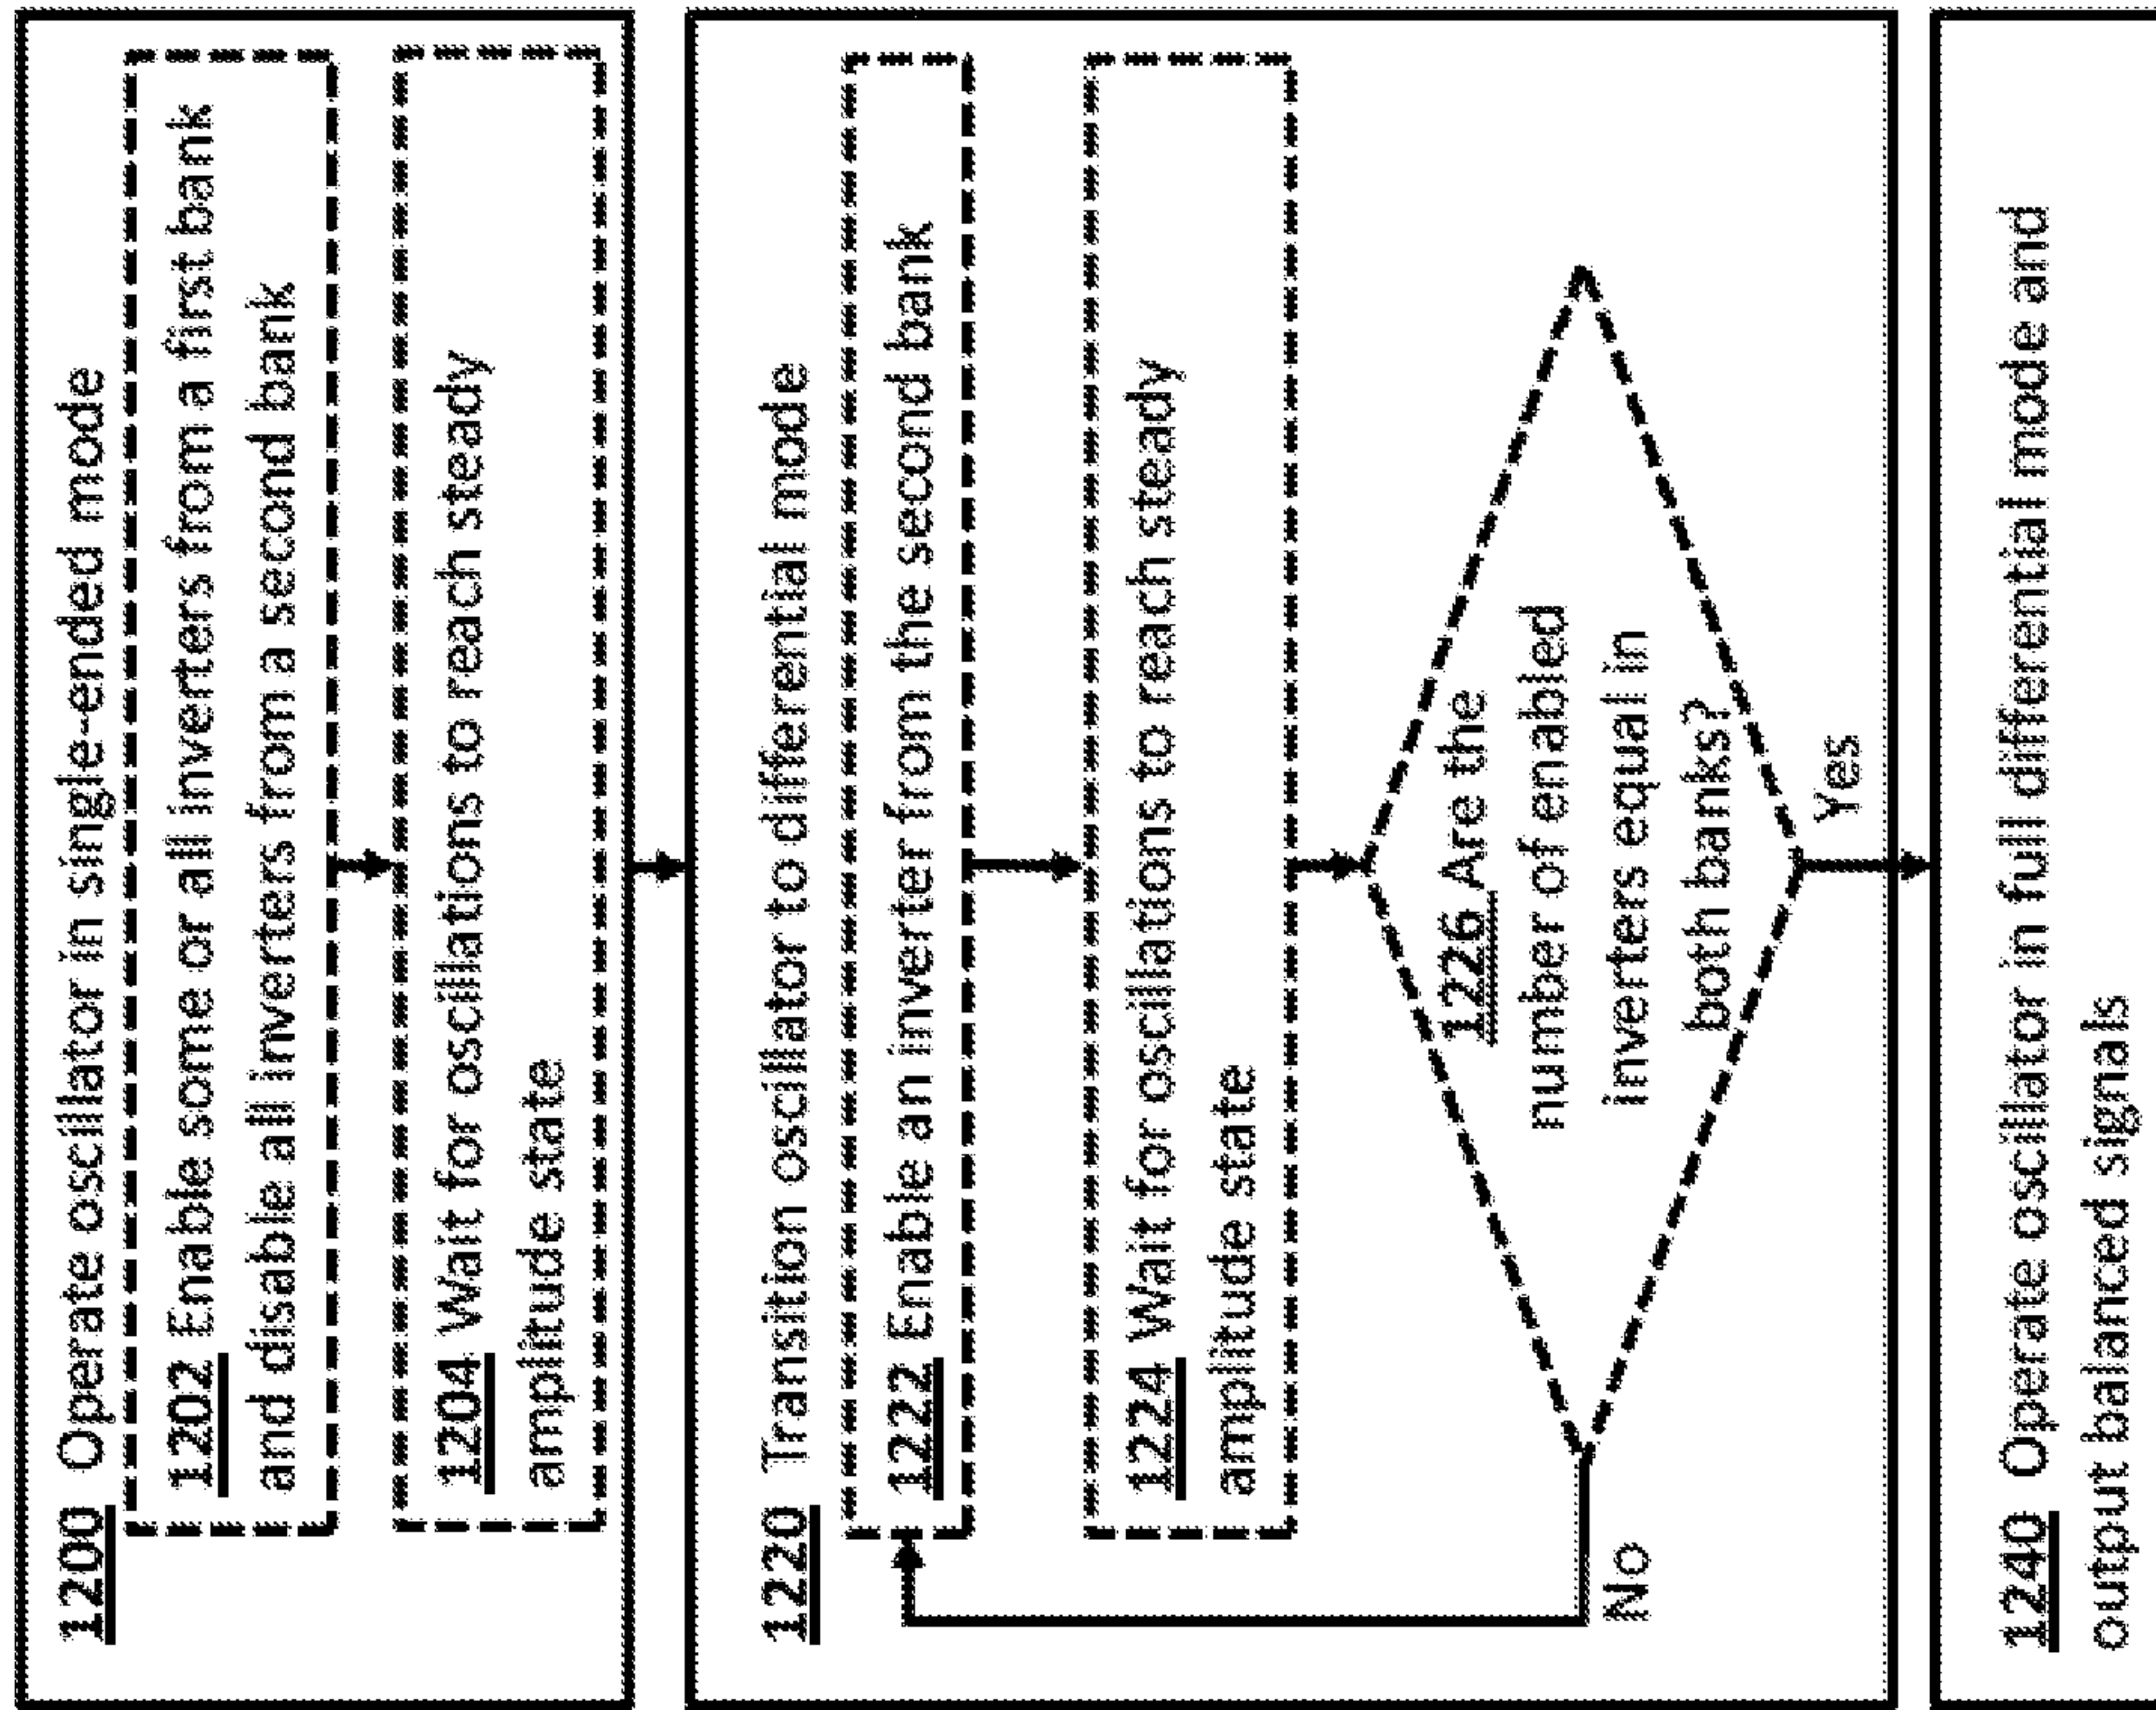 1200 Operate oscillator in single-ended mode
1202 Enable some or all inverters from a first bank
and disable all inverters from a second bank
1204 Wait for oscillations to reach steady
amplitude state
1220 Transition oscillator to differential mode
1222 Enable an inverter from the second bank
1224 Wait for oscillations to reach steady
amplitude state
1226 Are the
number of enabled
inverters equal in
both banks?
No
Yes
1240 Operate oscillator in full differential mode and
output balanced signals